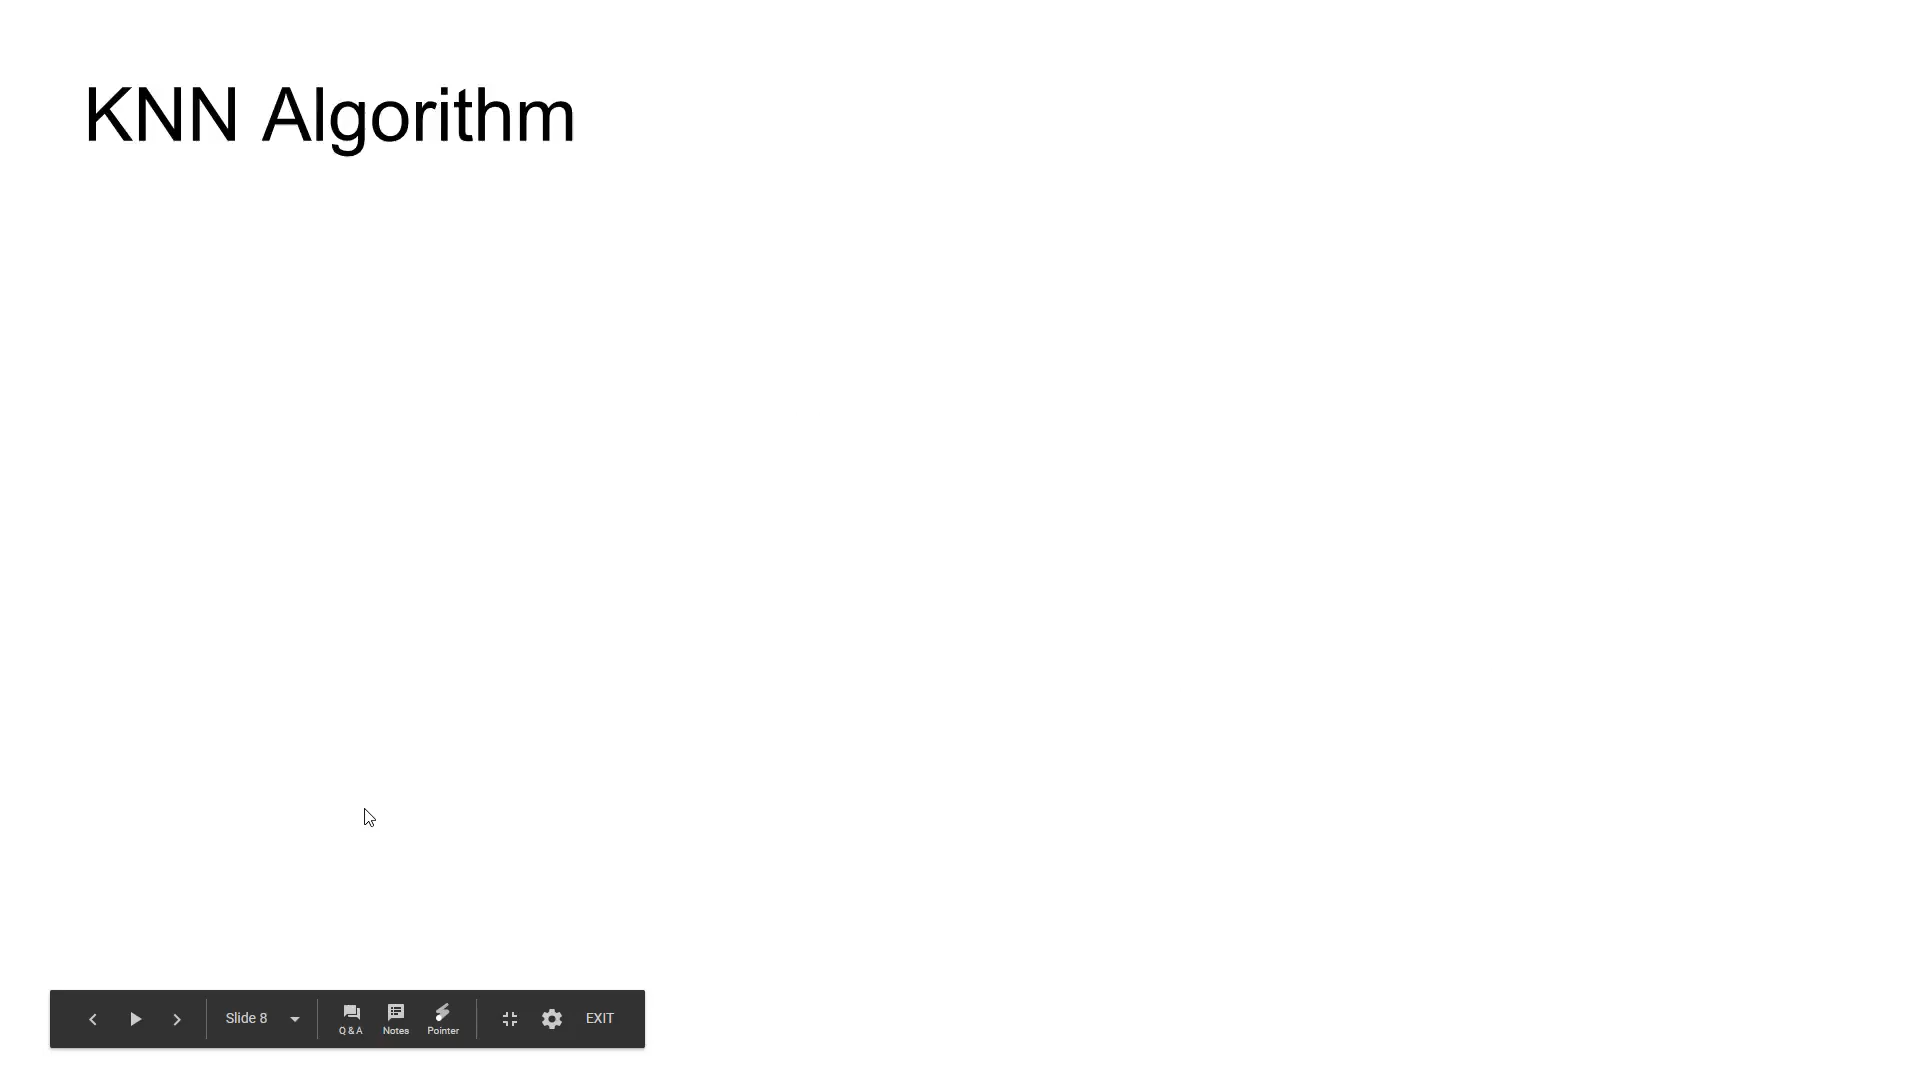 KNN Algorithm
Slide 8
Q & A
Notes
Pointer
EXIT